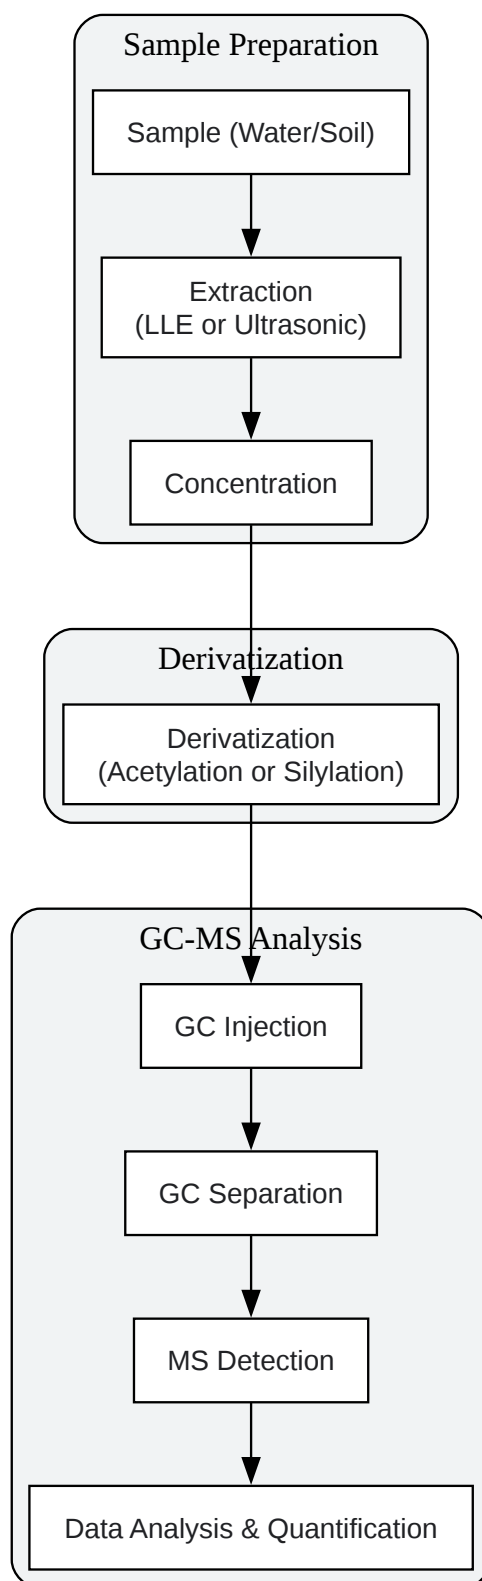 Sample Preparation
Sample (Water/Soil)
Extraction
(LLE or Ultrasonic)
Concentration
Derivatization
Derivatization
(Acetylation or Silylation)
GC-MS Analysis
GC Injection
GC Separation
MS Detection
Data Analysis & Quantification